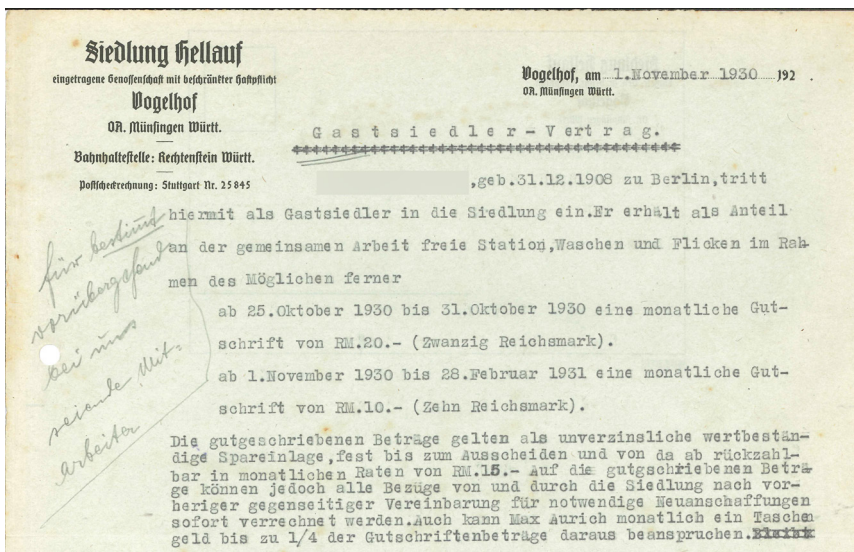 Siedlung Hellauf
eingetragene Genossenschaft mit beschränkter Haftpflicht
Vogelhof
OA. Münsingen Württ.
Bahnhaltestelle: Rechtenstein Württ.
Postscheckrechnung: Stuttgart Nr. 25845
Vogelhof, am 1.November 1930 192 .
OA. Münsingen Württ.
Gastsiedler-Vertrag.
,geb.31.12.1908 zu Berlin,tritt
hiermit als Gastsiedler in die Siedlung ein.Er erhält als Anteil
an der gemeinsamen Arbeit freie Station,Waschen und Flicken im Rah-
men des Möglichen ferner
ab 25.Oktober 1930 bis 31.Oktober 1930 eine monatliche Gut-
schrift von RM.20.- (Zwanzig Reichsmark).
ab 1.November 1930 bis 28.Februar 1931 eine monatliche Gut-
schrift von RM.10.- (Zehn Reichsmark).
Die gutgeschriebenen Beträge gelten als unverzinsliche wertbestän-
dige Spareinlage,fest bis zum Ausscheiden und von da ab rückzahl-
bar in monatlichen Raten von RM.15.- Auf die gutgschriebenen Beträ-
ge können jedoch alle Bezüge von und durch die Siedlung nach vor-
heriger gegenseitiger Vereinbarung für notwendige Neuanschaffungen
sofort verrechnet werden.Auch kann Max Aurich monatlich ein Taschen
geld bis zu 1/4 der Gutschriftenbeträge daraus beanspruchen.
für bestimmt
vorübergehend
bei uns
seiende Mit-
arbeiter